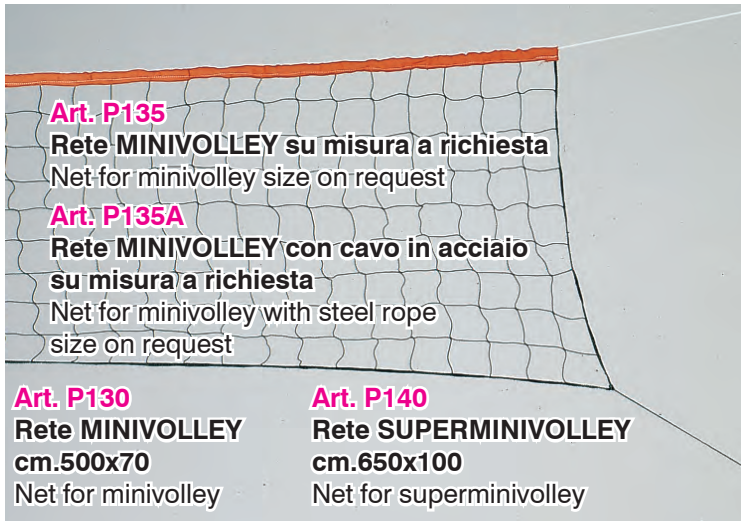 Art. P135
Rete MINIVOLLEY su misura a richiesta
Net for minivolley size on request
Art. P135A
Rete MINIVOLLEY con cavo in acciaio
su misura a richiesta
Net for minivolley with steel rope
size on request
Art. P130
Rete MINIVOLLEY
cm.500x70
Net for minivolley
Art. P140
Rete SUPERMINIVOLLEY
cm.650x100
Net for superminivolley